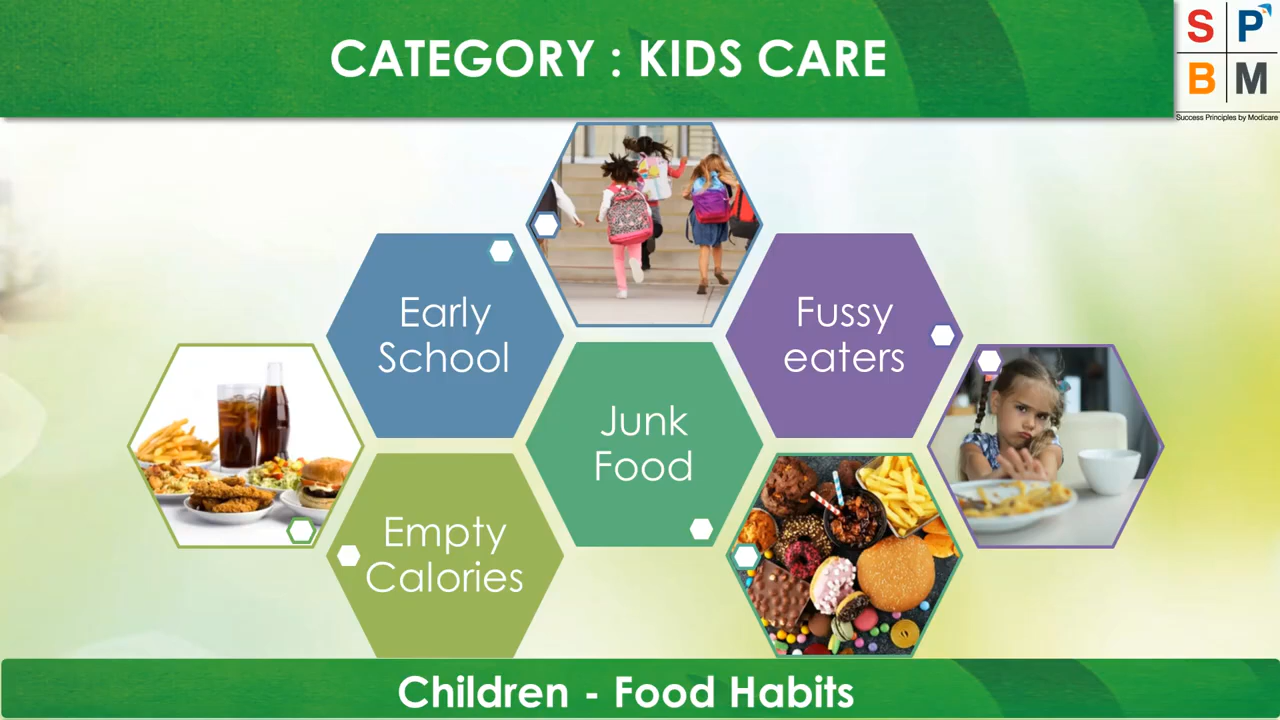 CATEGORY : KIDS CARE
S P
B M
Success Principles by Modicare
Early
School
Fussy
eaters
Junk
Food
Empty
Calories
Children - Food Habits